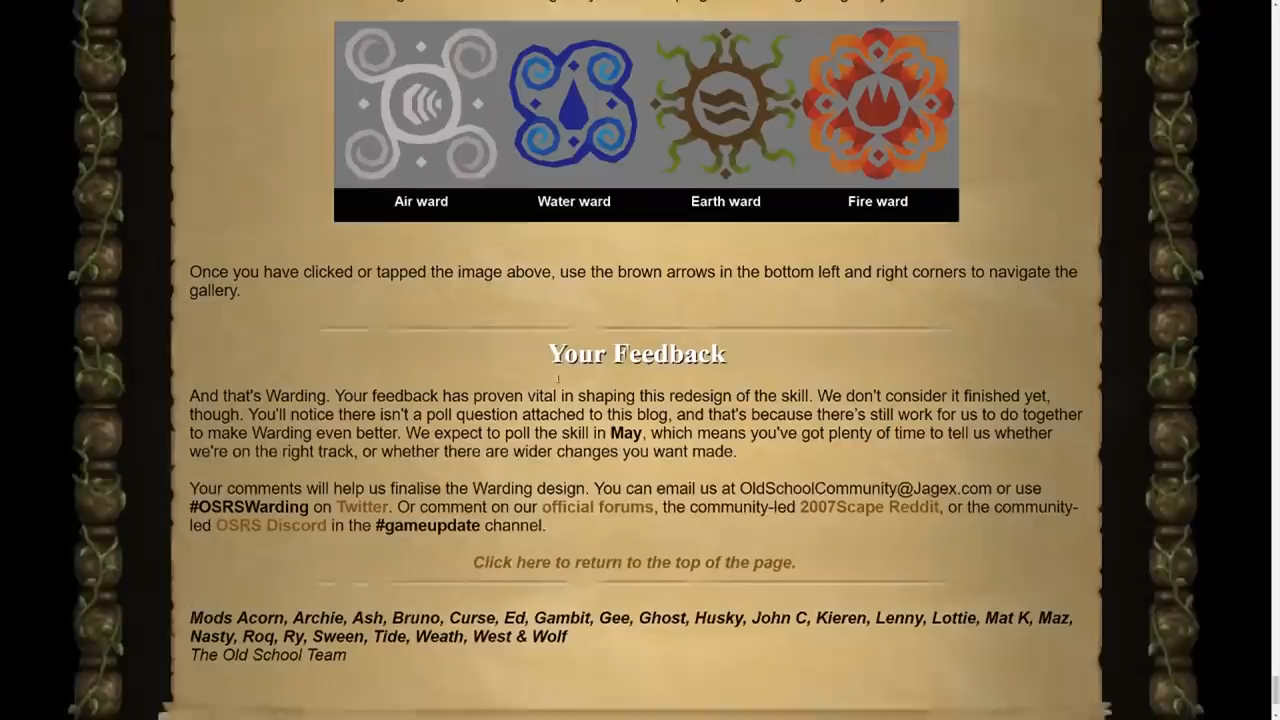 Air ward Water ward Earth ward Fire ward
Once you have clicked or tapped the image above, use the brown arrows in the bottom left and right corners to navigate the
gallery.
Your Feedback
And that's Warding. Your feedback has proven vital in shaping this redesign of the skill. We don't consider it finished yet,
though. You'll notice there isn't a poll question attached to this blog, and that's because there's still work for us to do together
to make Warding even better. We expect to poll the skill in May, which means you've got plenty of time to tell us whether
we're on the right track, or whether there are wider changes you want made.
Your comments will help us finalise the Warding design. You can email us at OldSchoolCommunity@Jagex.com or use
#OSRSWarding on Twitter. Or comment on our official forums, the community-led 2007Scape Reddit, or the community-
led OSRS Discord in the #gameupdate channel.
Click here to return to the top of the page.
Mods Acorn, Archie, Ash, Bruno, Curse, Ed, Gambit, Gee, Ghost, Husky, John C, Kieren, Lenny, Lottie, Mat K, Maz,
Nasty, Roq, Ry, Sween, Tide, Weath, West & Wolf
The Old School Team